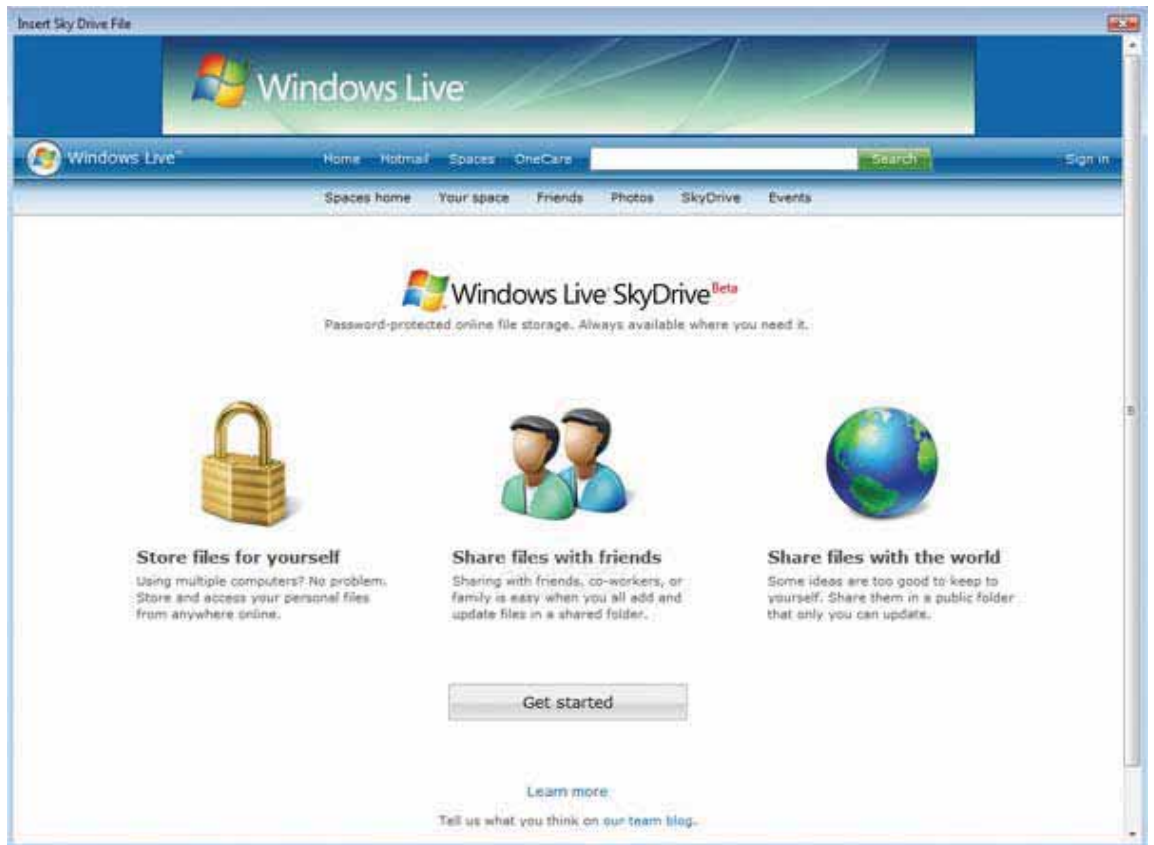 Insert Sky Drive File
Windows Live
Windows Live™ Home Hotmail Spaces OneCare Search Sign in
Spaces home Your space Friends Photos SkyDrive Events
Windows Live SkyDrive Beta
Password-protected online file storage. Always available where you need it.
Store files for yourself
Using multiple computers? No problem.
Store and access your personal files
from anywhere online.
Share files with friends
Sharing with friends, co-workers, or
family is easy when you all add and
update files in a shared folder.
Share files with the world
Some ideas are too good to keep to
yourself. Share them in a public folder
that only you can update.
Get started
Learn more
Tell us what you think on our team blog.